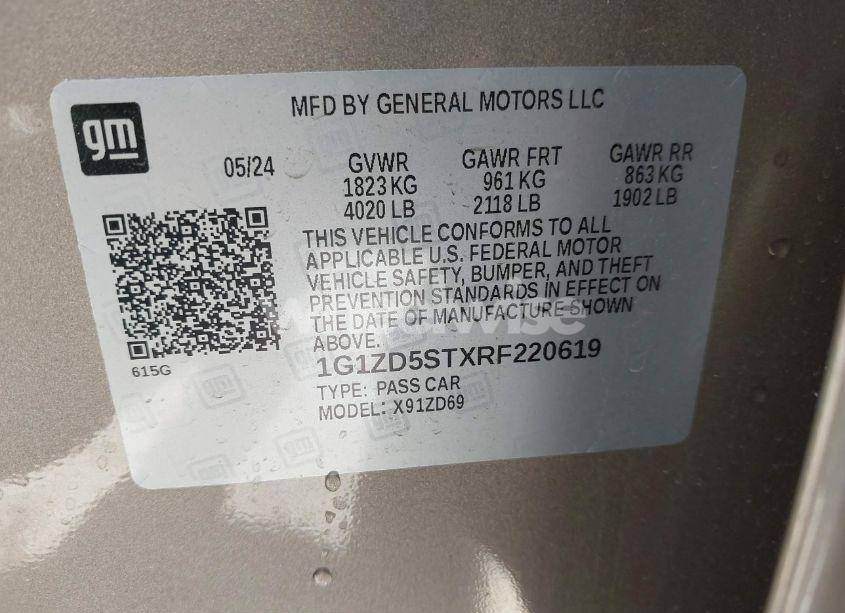 gm
MFD BY GENERAL MOTORS LLC
05/24
GVWR
1823 KG
4020 LB
GAWR FRT
961 KG
2118 LB
GAWR RR
863 KG
1902 LB
THIS VEHICLE CONFORMS TO ALL
APPLICABLE U.S. FEDERAL MOTOR
VEHICLE SAFETY, BUMPER, AND THEFT
PREVENTION STANDARDS IN EFFECT ON
THE DATE OF MANUFACTURE SHOWN
ABOVE.
615G
1G1ZD5STXRF220619
TYPE: PASS CAR
MODEL: X91ZD69